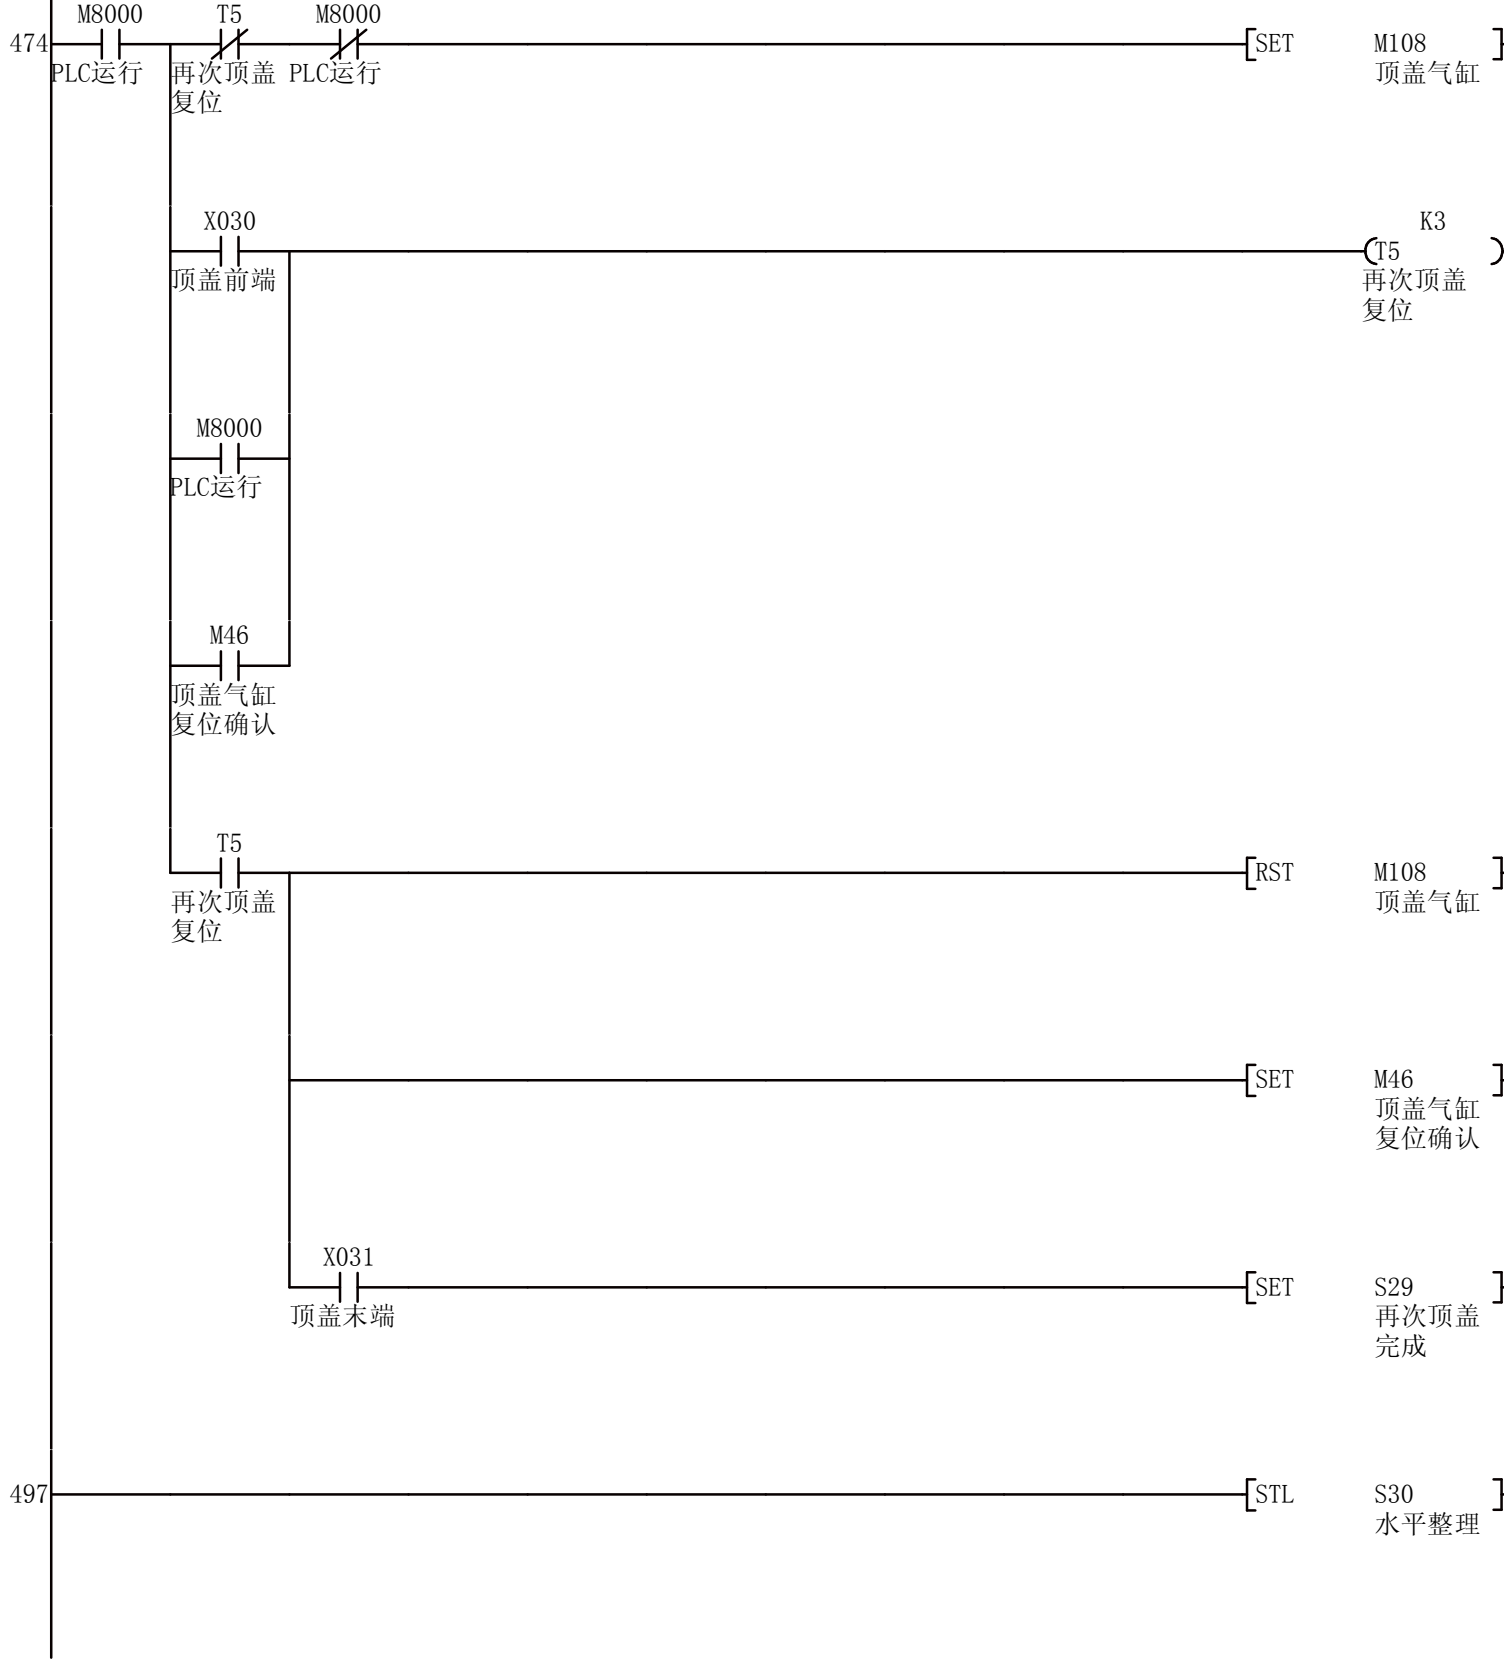 M8000 T5 M8000
474 SET M108
PLC运行 再次顶盖 PLC运行 顶盖气缸
复位
X030 K3
T5
顶盖前端 再次顶盖
复位
M8000
PLC运行
M46
顶盖气缸
复位确认
T5
RST M108
再次顶盖 顶盖气缸
复位
SET M46
顶盖气缸
复位确认
X031
SET S29
顶盖末端 再次顶盖
完成
497 STL S30
水平整理